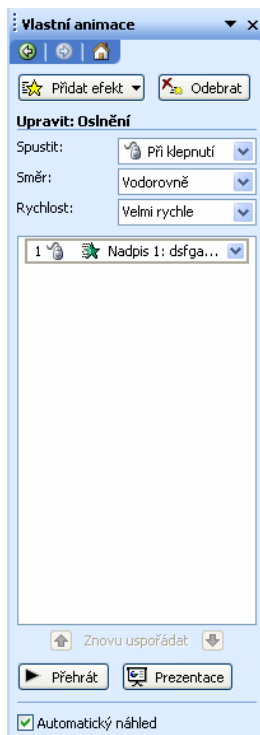 Vlastní animace
Přidat efekt Odebrat
Upravit: Oslnění
Spustit: Při klepnutí
Směr: Vodorovně
Rychlost: Velmi rychle
1 Nadpis 1: dsfga...
Znovu uspořádat
Přehrát Prezentace
Automatický náhled